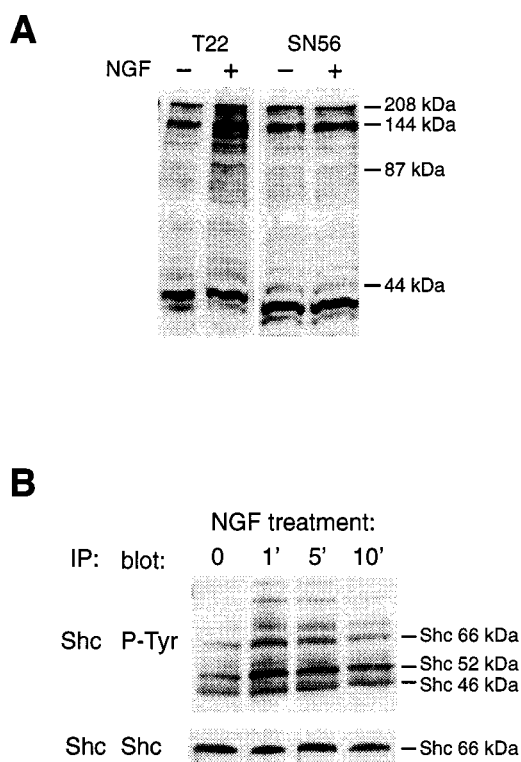 A
T22 SN56
NGF − + − +
208 kDa
144 kDa
87 kDa
44 kDa
B
NGF treatment:
IP: blot: 0 1' 5' 10'
Shc P-Tyr
Shc 66 kDa
Shc 52 kDa
Shc 46 kDa
Shc Shc Shc 66 kDa